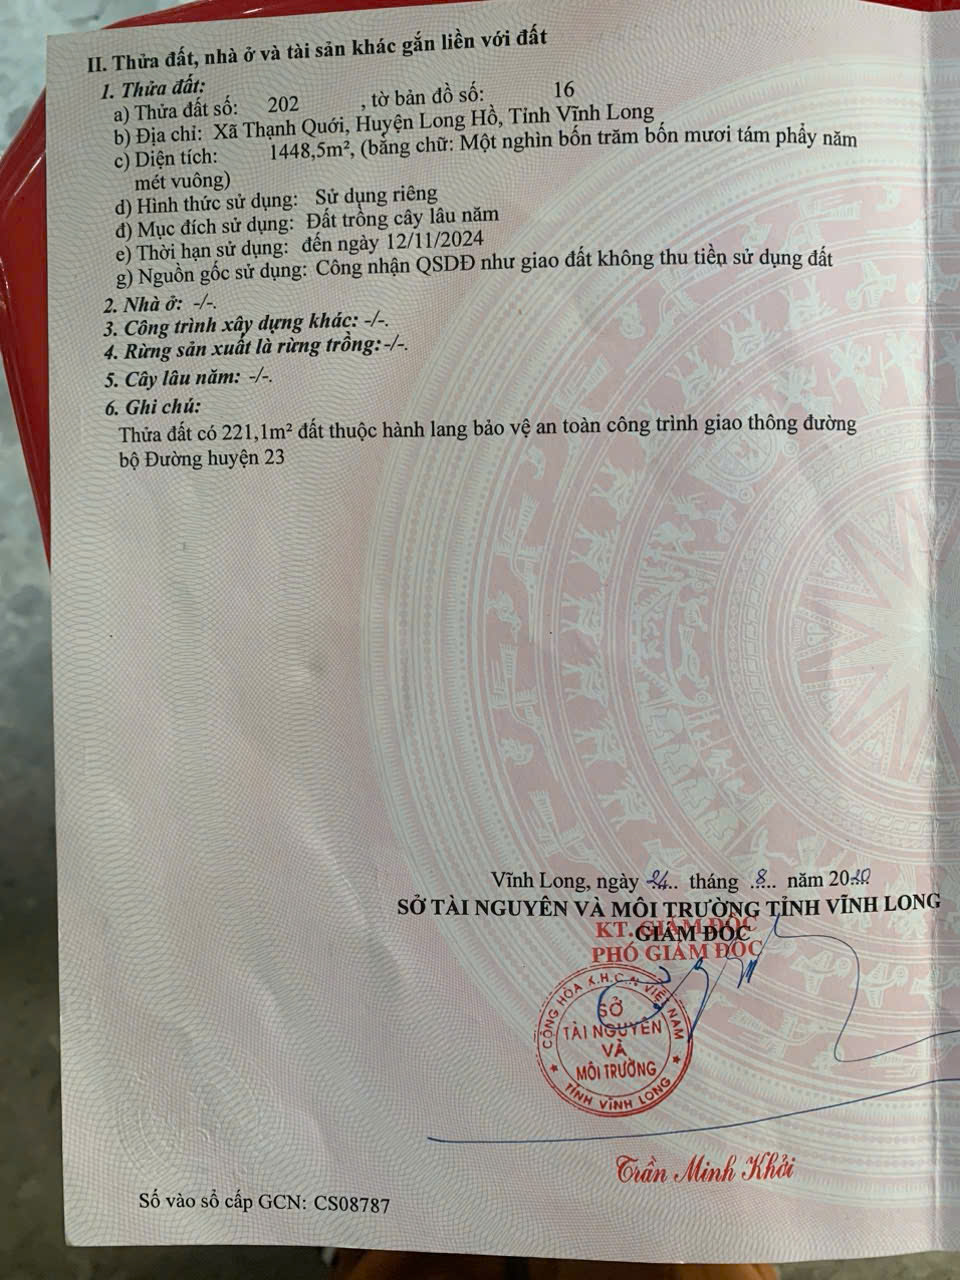 II. Thửa đất, nhà ở và tài sản khác gắn liền với đất
1. Thửa đất:
a) Thửa đất số: 202 , tờ bản đồ số: 16
b) Địa chỉ: Xã Thạnh Quới, Huyện Long Hồ, Tỉnh Vĩnh Long
c) Diện tích: 1448,5m², (bằng chữ: Một nghìn bốn trăm bốn mươi tám phẩy năm
mét vuông)
d) Hình thức sử dụng: Sử dụng riêng
đ) Mục đích sử dụng: Đất trồng cây lâu năm
e) Thời hạn sử dụng: đến ngày 12/11/2024
g) Nguồn gốc sử dụng: Công nhận QSDĐ như giao đất không thu tiền sử dụng đất
2. Nhà ở: -/-.
3. Công trình xây dựng khác: -/-.
4. Rừng sản xuất là rừng trồng: -/-.
5. Cây lâu năm: -/-.
6. Ghi chú:
Thửa đất có 221,1m² đất thuộc hành lang bảo vệ an toàn công trình giao thông đường
bộ Đường huyện 23
Vĩnh Long, ngày 24.. tháng .8.. năm 2020
SỞ TÀI NGUYÊN VÀ MÔI TRƯỜNG TỈNH VĨNH LONG
KT. GIÁM ĐỐC
GIÁM ĐỐC
PHÓ GIÁM ĐỐC
CỘNG HÒA X.H.C.N VIỆT NAM
SỞ
TÀI NGUYÊN
VÀ
MÔI TRƯỜNG
TỈNH VĨNH LONG
Trần Minh Khởi
Số vào sổ cấp GCN: CS08787